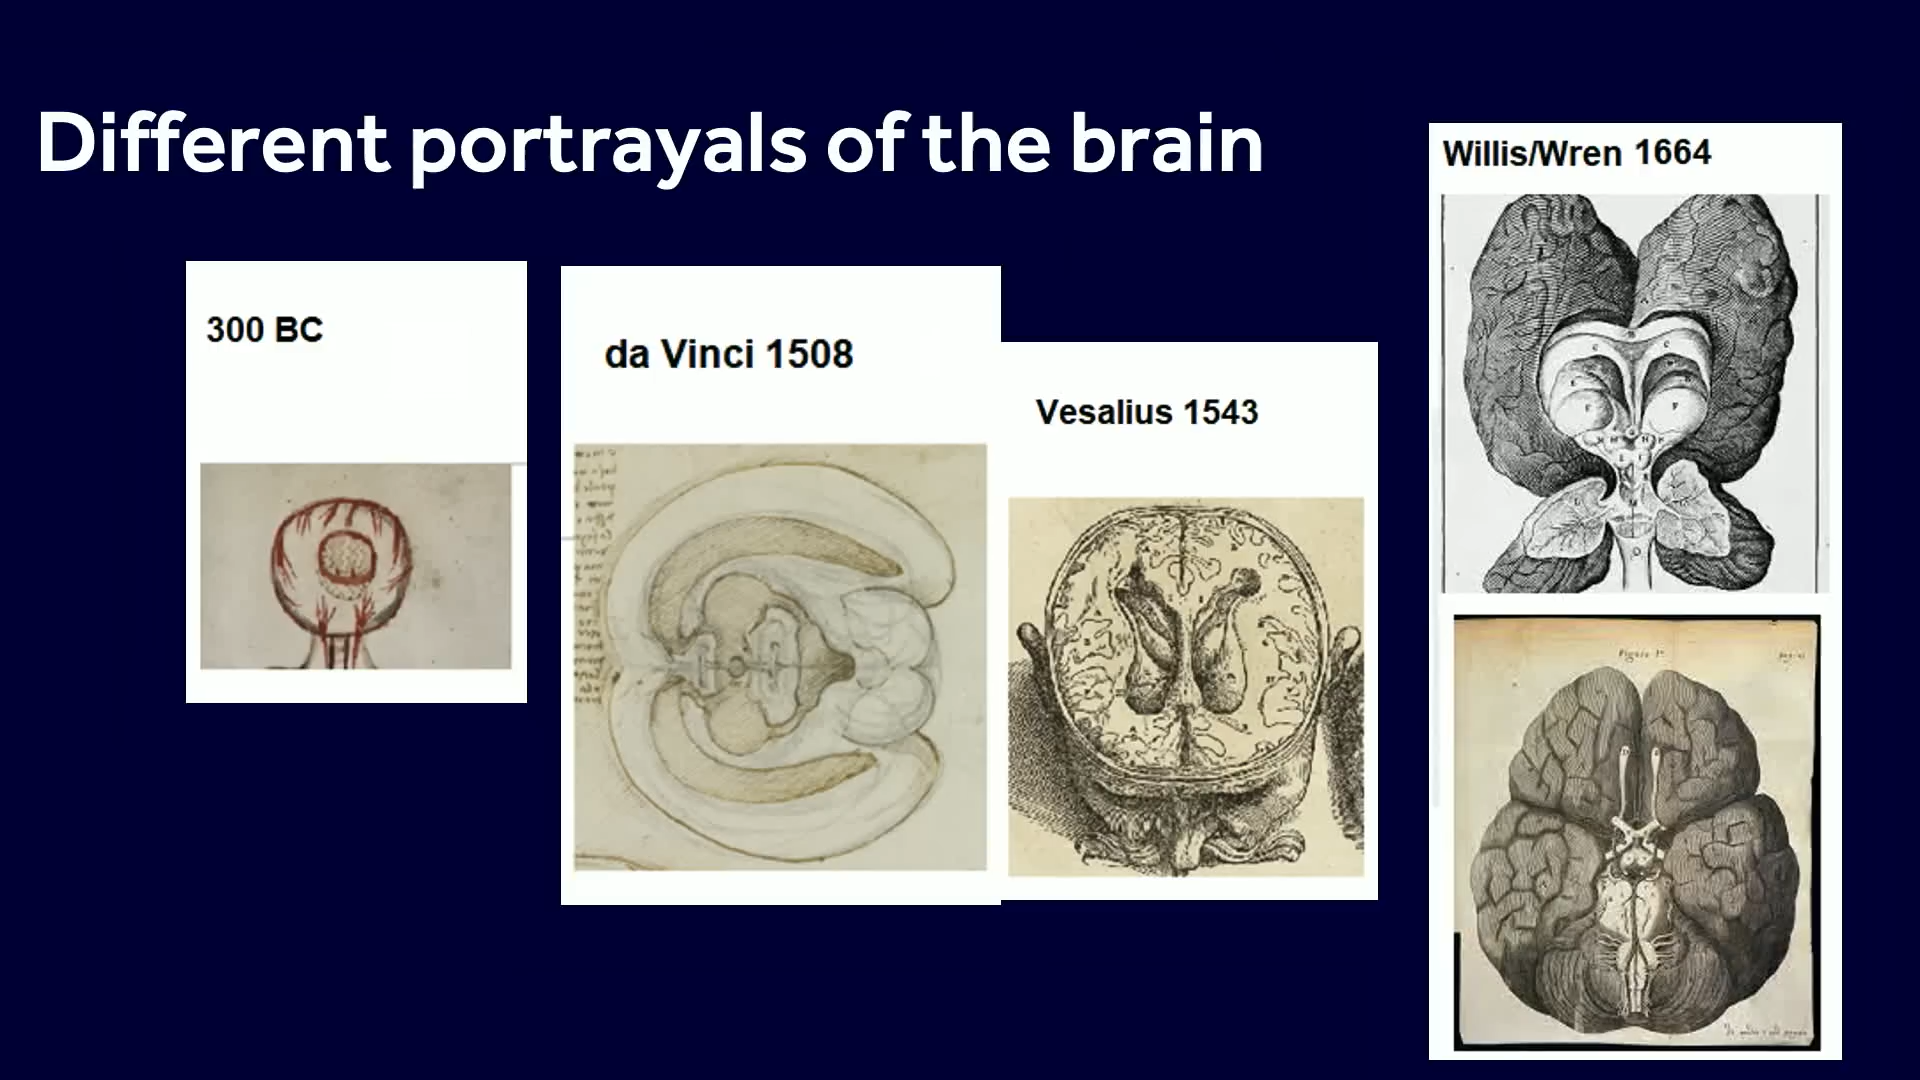 Different portrayals of the brain
300 BC
da Vinci 1508
Vesalius 1543
Willis/Wren 1664